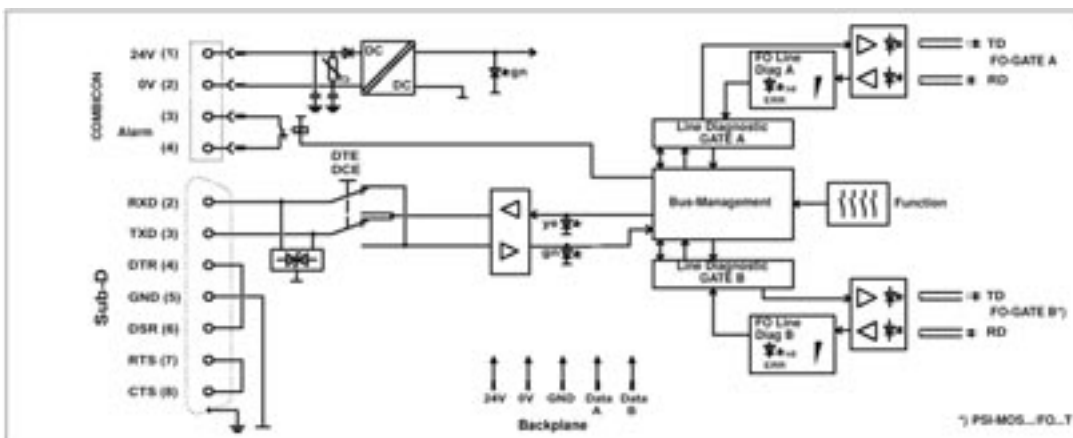 COMBICON
24V (1)
0V (2)
(3)
Alarm
(4)
DC
DC
gn
FO Line
Diag A
ERR
TD
FO-GATE A
RD
Line Diagnostic
GATE A
DTE
DCE
Sub-D
RXD (2)
TXD (3)
DTR (4)
GND (5)
DSR (6)
RTS (7)
CTS (8)
ye
gn
Bus-Management
Function
Line Diagnostic
GATE B
FO Line
Diag B
ERR
TD
FO-GATE B*)
RD
24V 0V GND Data A Data B
Backplane
*) PSI-MOS.../FO...T